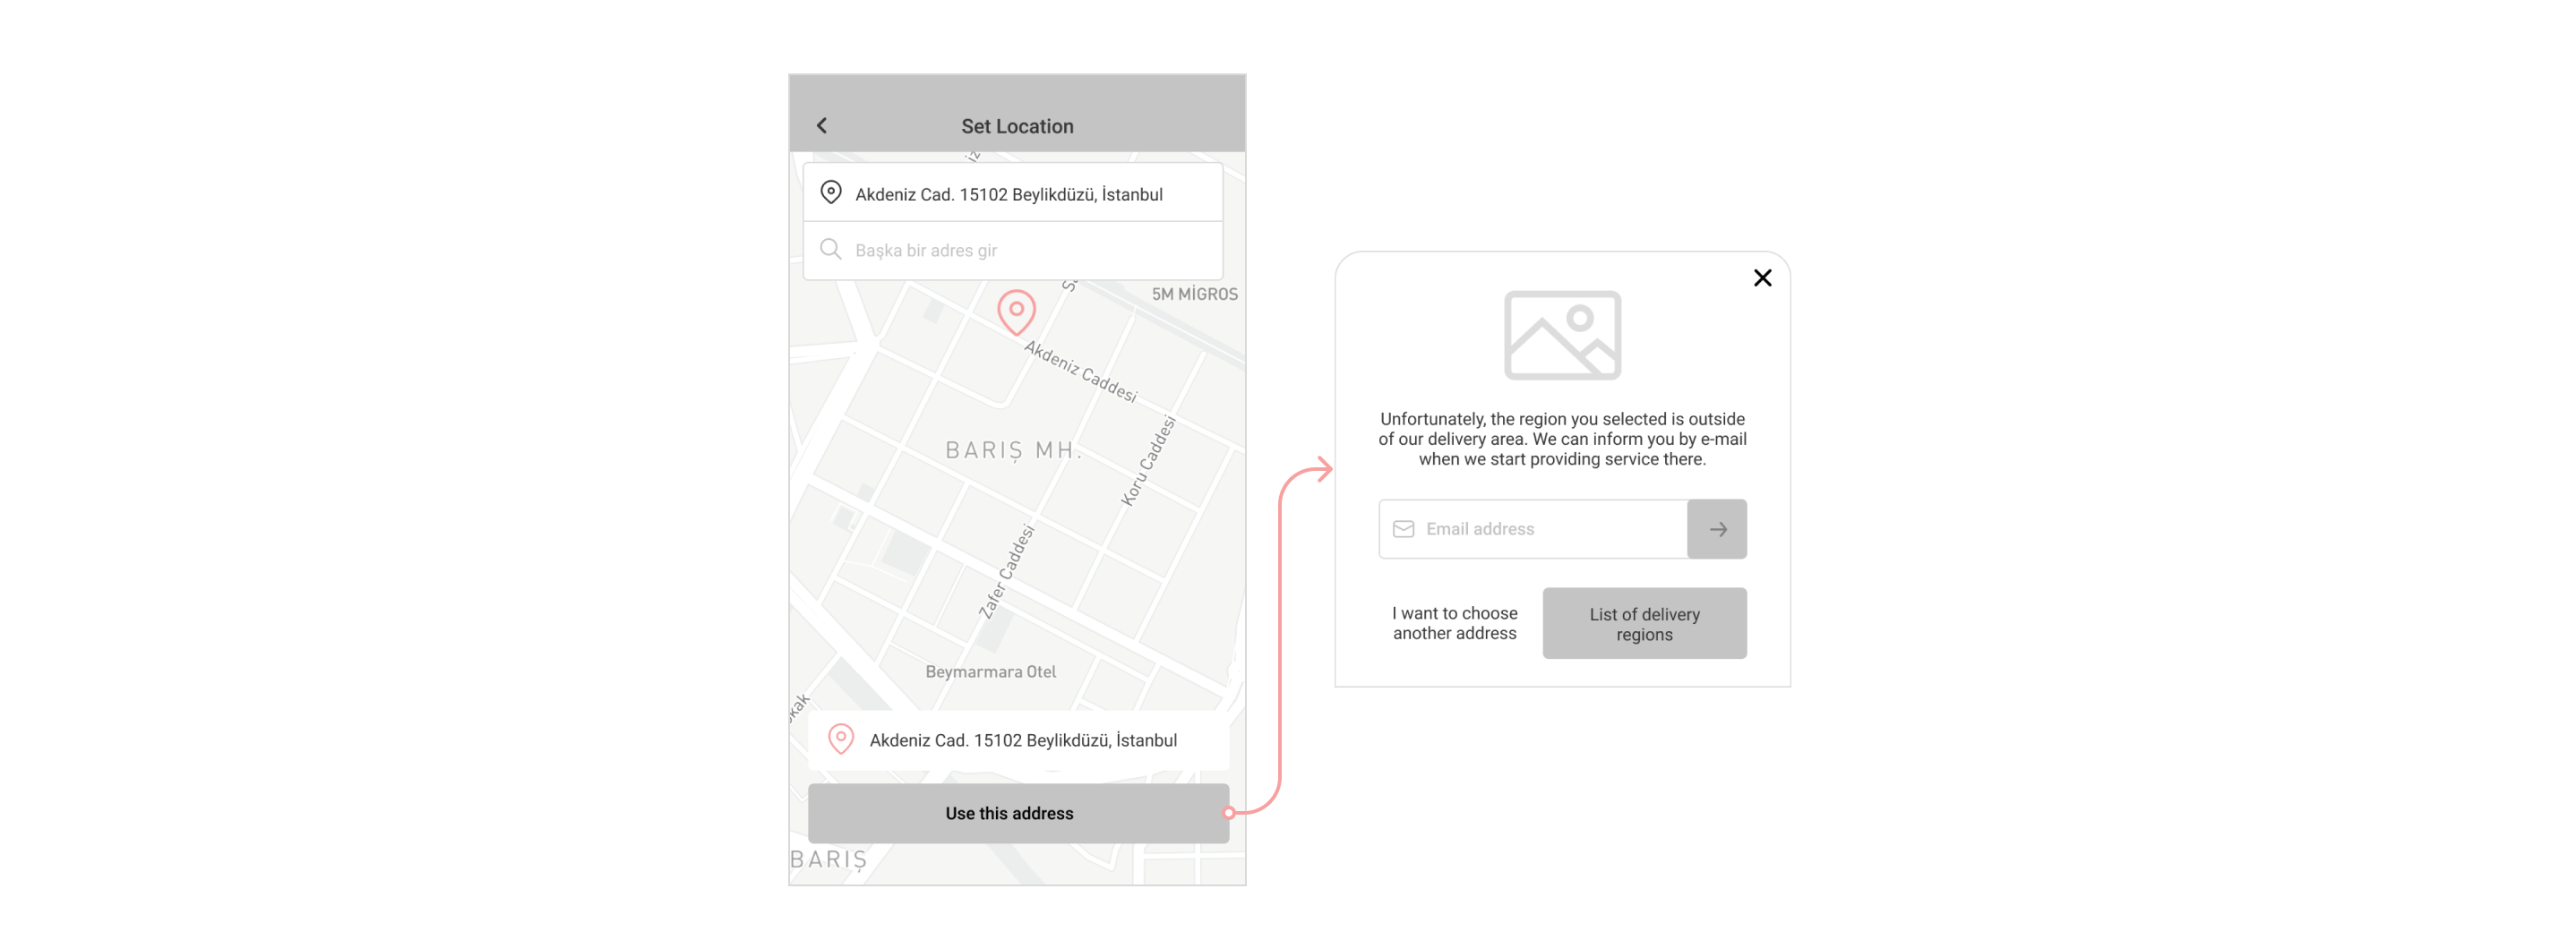 Set Location
Akdeniz Cad. 15102 Beylikdüzü, İstanbul
Başka bir adres gir
5M MİGROS
Akdeniz Caddesi
BARIŞ MH.
Koru Caddesi
Zafer Caddesi
Beymarmara Otel
Akdeniz Cad. 15102 Beylikdüzü, İstanbul
Use this address
BARIŞ
Unfortunately, the region you selected is outside
of our delivery area. We can inform you by e-mail
when we start providing service there.
Email address
I want to choose
another address
List of delivery
regions